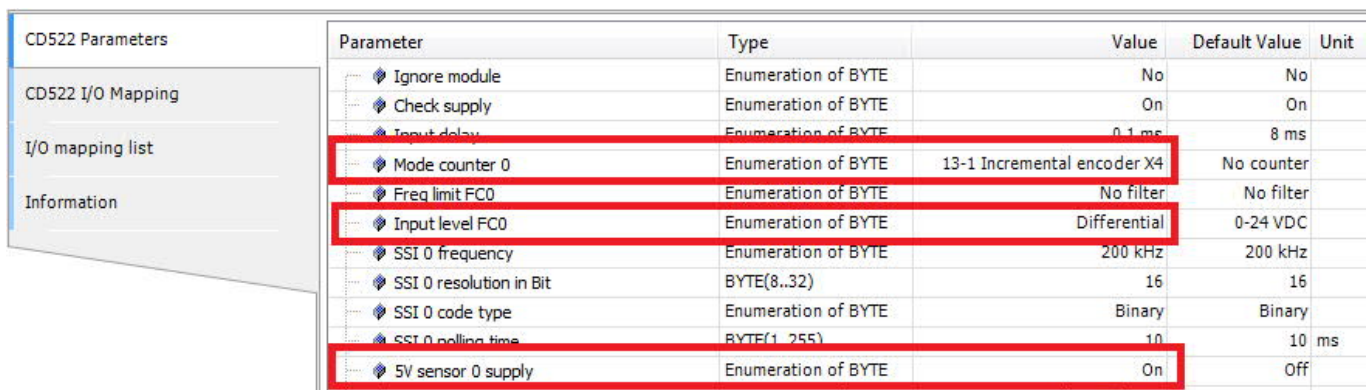 CD522 Parameters
CD522 I/O Mapping
I/O mapping list
Information
Parameter Type Value Default Value Unit
Ignore module Enumeration of BYTE No No
Check supply Enumeration of BYTE On On
Input delay Enumeration of BYTE 0.1 ms 8 ms
Mode counter 0 Enumeration of BYTE 13-1 Incremental encoder X4 No counter
Freq limit FC0 Enumeration of BYTE No filter No filter
Input level FC0 Enumeration of BYTE Differential 0-24 VDC
SSI 0 frequency Enumeration of BYTE 200 kHz 200 kHz
SSI 0 resolution in Bit BYTE(8..32) 16 16
SSI 0 code type Enumeration of BYTE Binary Binary
SSI 0 polling time BYTE(1..255) 10 10 ms
5V sensor 0 supply Enumeration of BYTE On Off